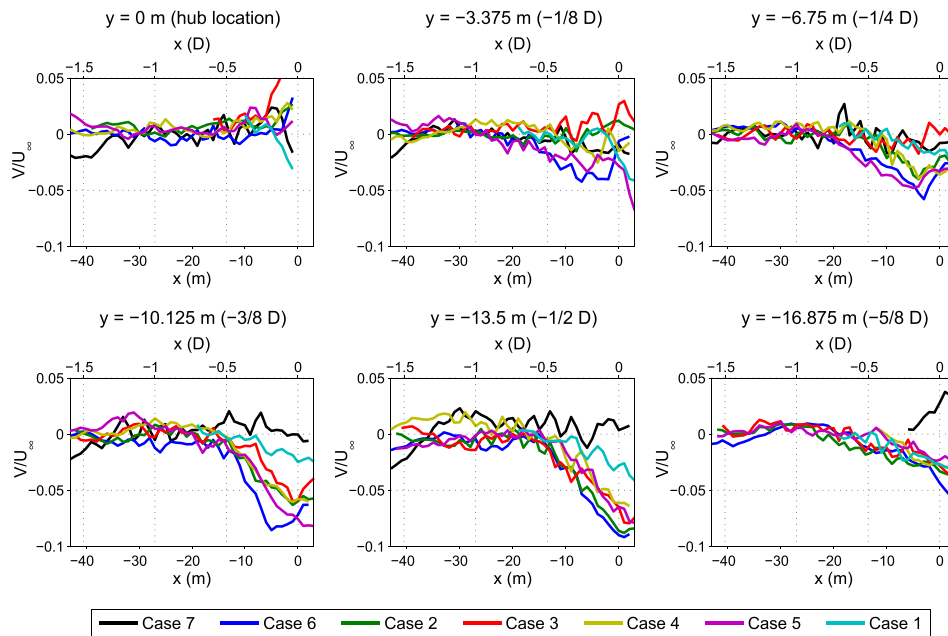 y = 0 m (hub location)
x (D)
−1.5 −1 −0.5 0
0.05
0
−0.05
−0.1
V/U∞
−40 −30 −20 −10 0
x (m)
y = −3.375 m (−1/8 D)
x (D)
−1.5 −1 −0.5 0
0.05
0
−0.05
−0.1
V/U∞
−40 −30 −20 −10 0
x (m)
y = −6.75 m (−1/4 D)
x (D)
−1.5 −1 −0.5 0
0.05
0
−0.05
−0.1
V/U∞
−40 −30 −20 −10 0
x (m)
y = −10.125 m (−3/8 D)
x (D)
−1.5 −1 −0.5 0
0.05
0
−0.05
−0.1
V/U∞
−40 −30 −20 −10 0
x (m)
y = −13.5 m (−1/2 D)
x (D)
−1.5 −1 −0.5 0
0.05
0
−0.05
−0.1
V/U∞
−40 −30 −20 −10 0
x (m)
y = −16.875 m (−5/8 D)
x (D)
−1.5 −1 −0.5 0
0.05
0
−0.05
−0.1
V/U∞
−40 −30 −20 −10 0
x (m)
Case 7 Case 6 Case 2 Case 3 Case 4 Case 5 Case 1